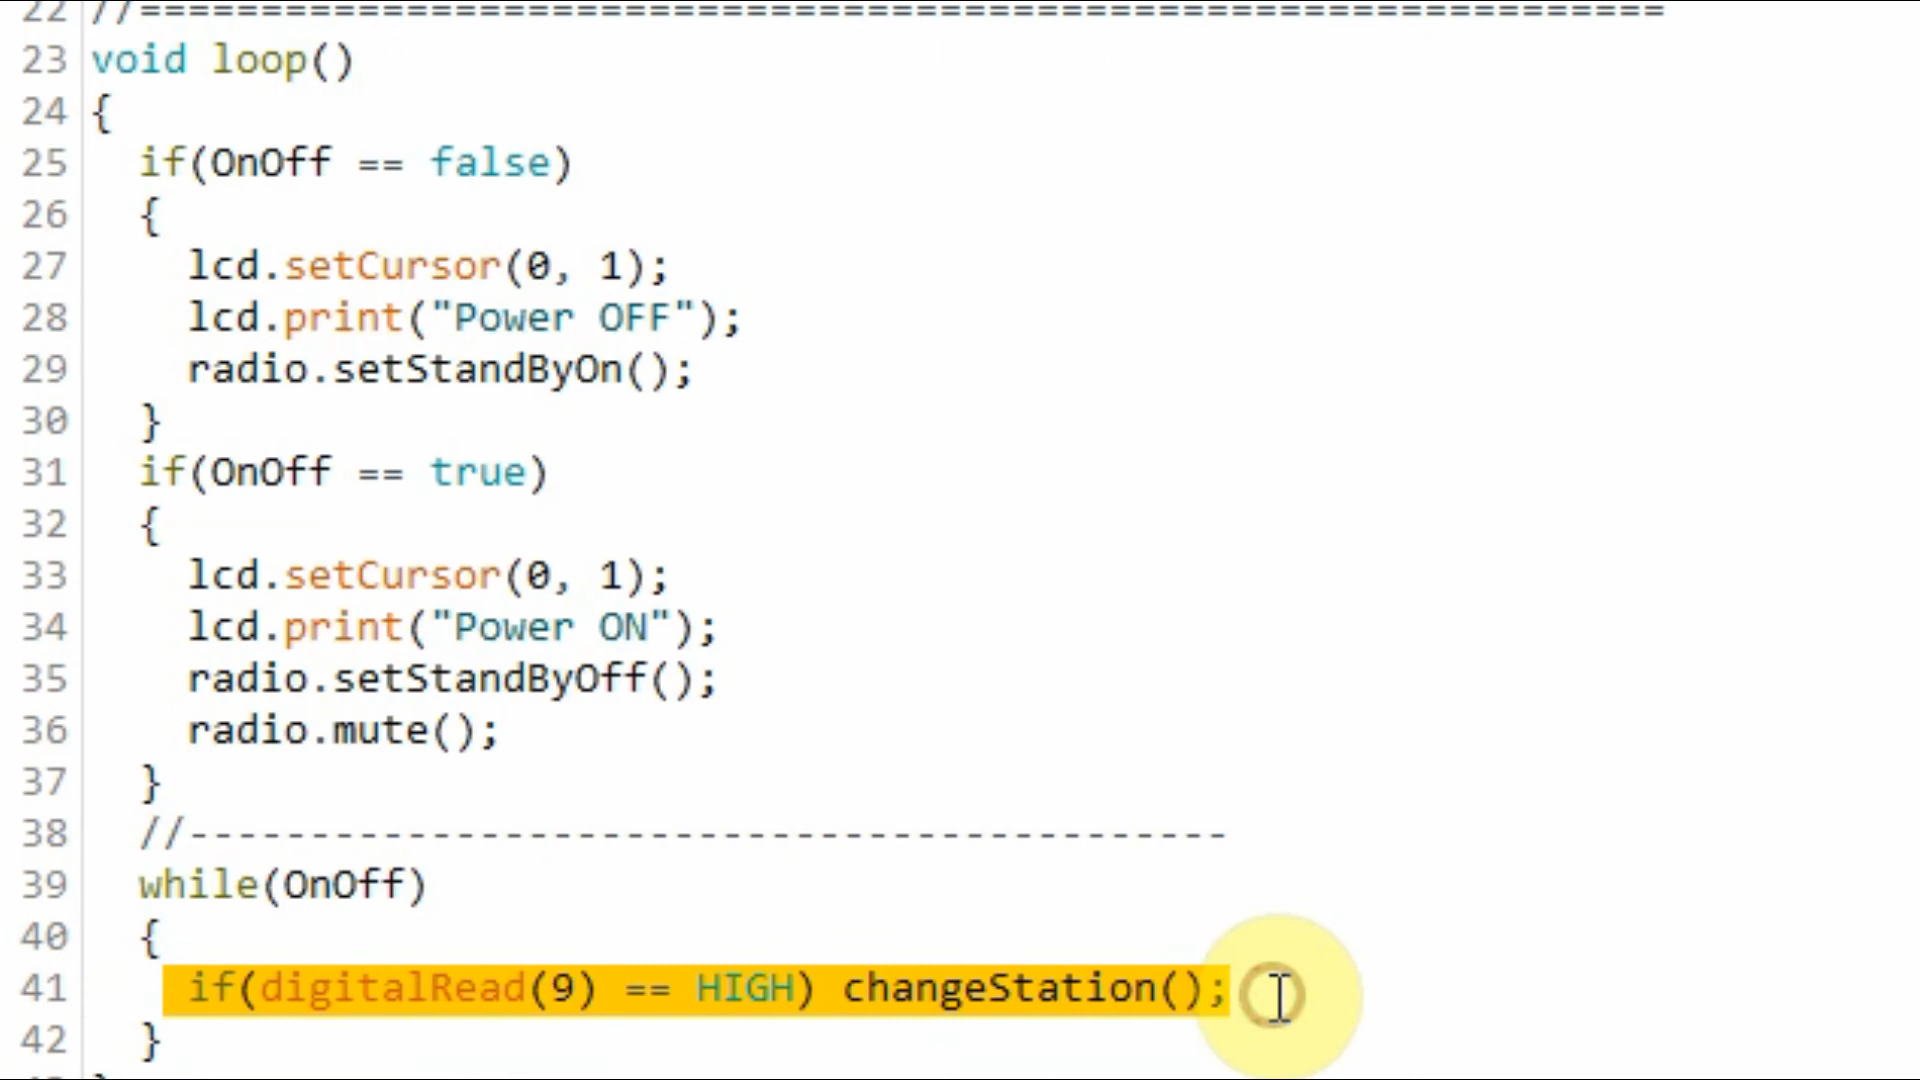 22 //===============================================================
23 void loop()
24 {
25   if(OnOff == false)
26   {
27     lcd.setCursor(0, 1);
28     lcd.print("Power OFF");
29     radio.setStandByOn();
30   }
31   if(OnOff == true)
32   {
33     lcd.setCursor(0, 1);
34     lcd.print("Power ON");
35     radio.setStandByOff();
36     radio.mute();
37   }
38   //-------------------------------------------
39   while(OnOff)
40   {
41     if(digitalRead(9) == HIGH) changeStation();
42   }